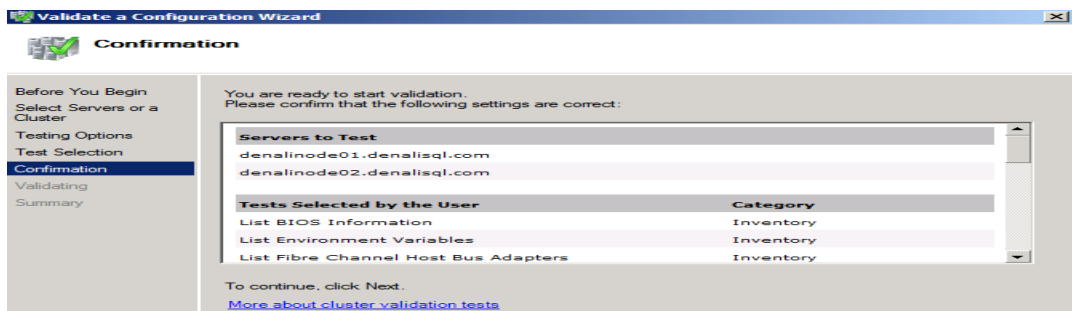 Validate a Configuration Wizard
Confirmation
Before You Begin
Select Servers or a
Cluster
Testing Options
Test Selection
Confirmation
Validating
Summary
You are ready to start validation.
Please confirm that the following settings are correct:
Servers to Test
denalinode01.denalisql.com
denalinode02.denalisql.com
Tests Selected by the User Category
List BIOS Information Inventory
List Environment Variables Inventory
List Fibre Channel Host Bus Adapters Inventory
To continue, click Next.
More about cluster validation tests